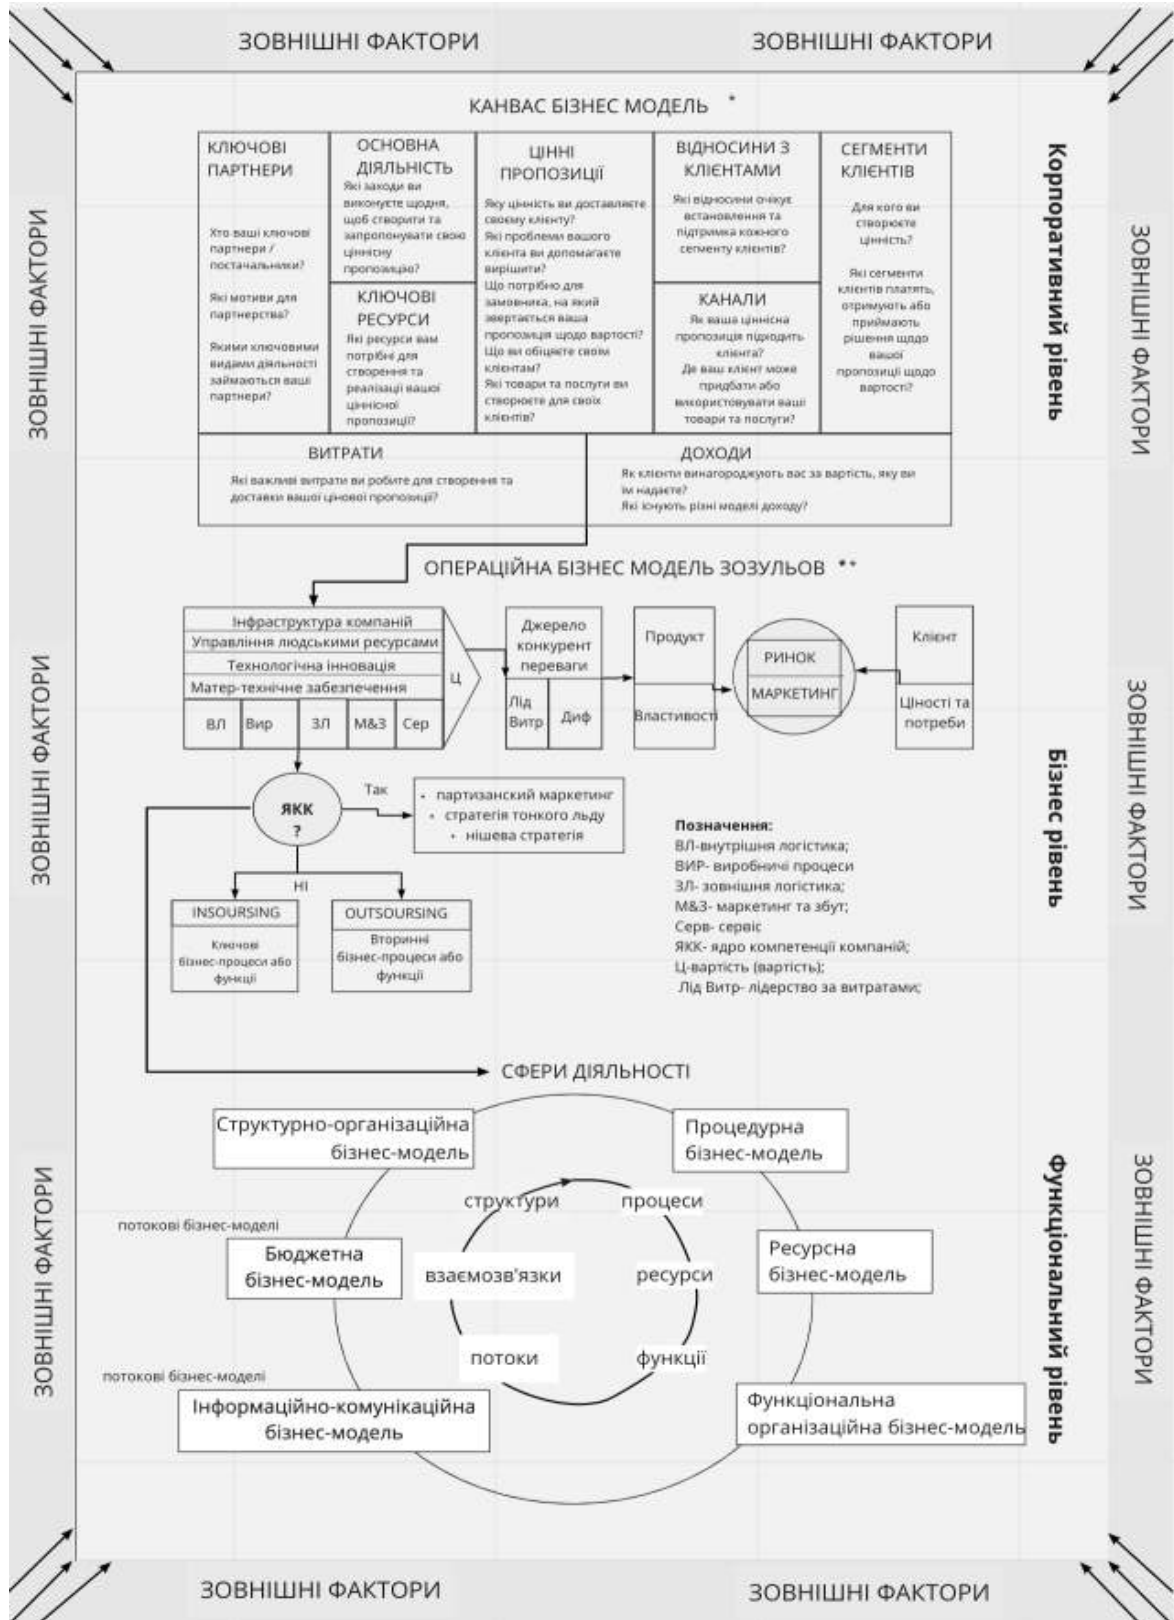 ЗОВНІШНІ ФАКТОРИ
ЗОВНІШНІ ФАКТОРИ
КАНВАС БІЗНЕС МОДЕЛЬ *
КЛЮЧОВІ
ПАРТНЕРИ
Хто ваші ключові
партнери /
постачальники?
Які мотиви для
партнерства?
Якими ключовими
видами діяльності
займаються ваші
партнери?
ОСНОВНА
ДІЯЛЬНІСТЬ
Які заходи ви
виконуєте щодня,
щоб створити та
запропонувати свою
ціннісну
пропозицію?
КЛЮЧОВІ
РЕСУРСИ
Які ресурси вам
потрібні для
створення та
реалізації вашої
ціннісної
пропозиції?
ЦІННІ
ПРОПОЗИЦІЇ
Яку цінність ви доставляєте
своєму клієнту?
Які проблеми вашого
клієнта ви допомагаєте
вирішити?
Що потрібно для
замовника, на який
звертається ваша
пропозиція щодо вартості?
Що ви обіцяєте своїм
клієнтам?
Які товари та послуги ви
створюєте для своїх
клієнтів?
ВІДНОСИНИ З
КЛІЄНТАМИ
Які відносини очікує
встановлення та
підтримка кожного
сегменту клієнтів?
КАНАЛИ
Як ваша ціннісна
пропозиція підходить
клієнта?
Де ваш клієнт може
придбати або
використовувати ваші
товари та послуги?
СЕГМЕНТИ
КЛІЄНТІВ
Для кого ви
створюєте
цінність?
Які сегменти
клієнтів платять,
отримують або
приймають
рішення щодо
вашої
пропозиції щодо
вартості?
ВИТРАТИ
Які важливі витрати ви робите для створення та
доставки вашої цінової пропозиції?
ДОХОДИ
Як клієнти винагороджують вас за вартість, яку ви
їм надаєте?
Які існують різні моделі доходу?
Корпоративний рівень
ЗОВНІШНІ ФАКТОРИ
ЗОВНІШНІ ФАКТОРИ
ОПЕРАЦІЙНА БІЗНЕС МОДЕЛЬ ЗОЗУЛЬОВ **
Інфраструктура компаній
Управління людськими ресурсами
Технологічна інновація
Матер-технічне забезпечення
ВЛ
Вир
ЗЛ
М&З
Сер
Ц
Джерело
конкурент
переваги
Лід
Витр
Диф
Продукт
Властивості
РИНОК
МАРКЕТИНГ
Клієнт
Ціності та
потреби
ЯКК
?
Так
• партизанский маркетинг
• стратегія тонкого льду
• нішева стратегія
НІ
INSOURSING
Ключові
бізнес-процеси або
функції
OUTSOURSING
Вторинні
бізнес-процеси або
функції
Позначення:
ВЛ-внутрішня логістика;
ВИР- виробничі процеси
ЗЛ- зовнішня логістика;
М&З- маркетинг та збут;
Серв- сервіс
ЯКК- ядро компетенції компаній;
Ц-вартість (вартість);
Лід Витр- лідерство за витратами;
Бізнес рівень
ЗОВНІШНІ ФАКТОРИ
ЗОВНІШНІ ФАКТОРИ
СФЕРИ ДІЯЛЬНОСТІ
Структурно-організаційна
бізнес-модель
Процедурна
бізнес-модель
структури
процеси
потокові бізнес-моделі
Бюджетна
бізнес-модель
взаємозв'язки
ресурси
Ресурсна
бізнес-модель
потоки
функції
потокові бізнес-моделі
Інформаційно-комунікаційна
бізнес-модель
Функціональна
організаційна бізнес-модель
Функціональний рівень
ЗОВНІШНІ ФАКТОРИ
ЗОВНІШНІ ФАКТОРИ
ЗОВНІШНІ ФАКТОРИ
ЗОВНІШНІ ФАКТОРИ